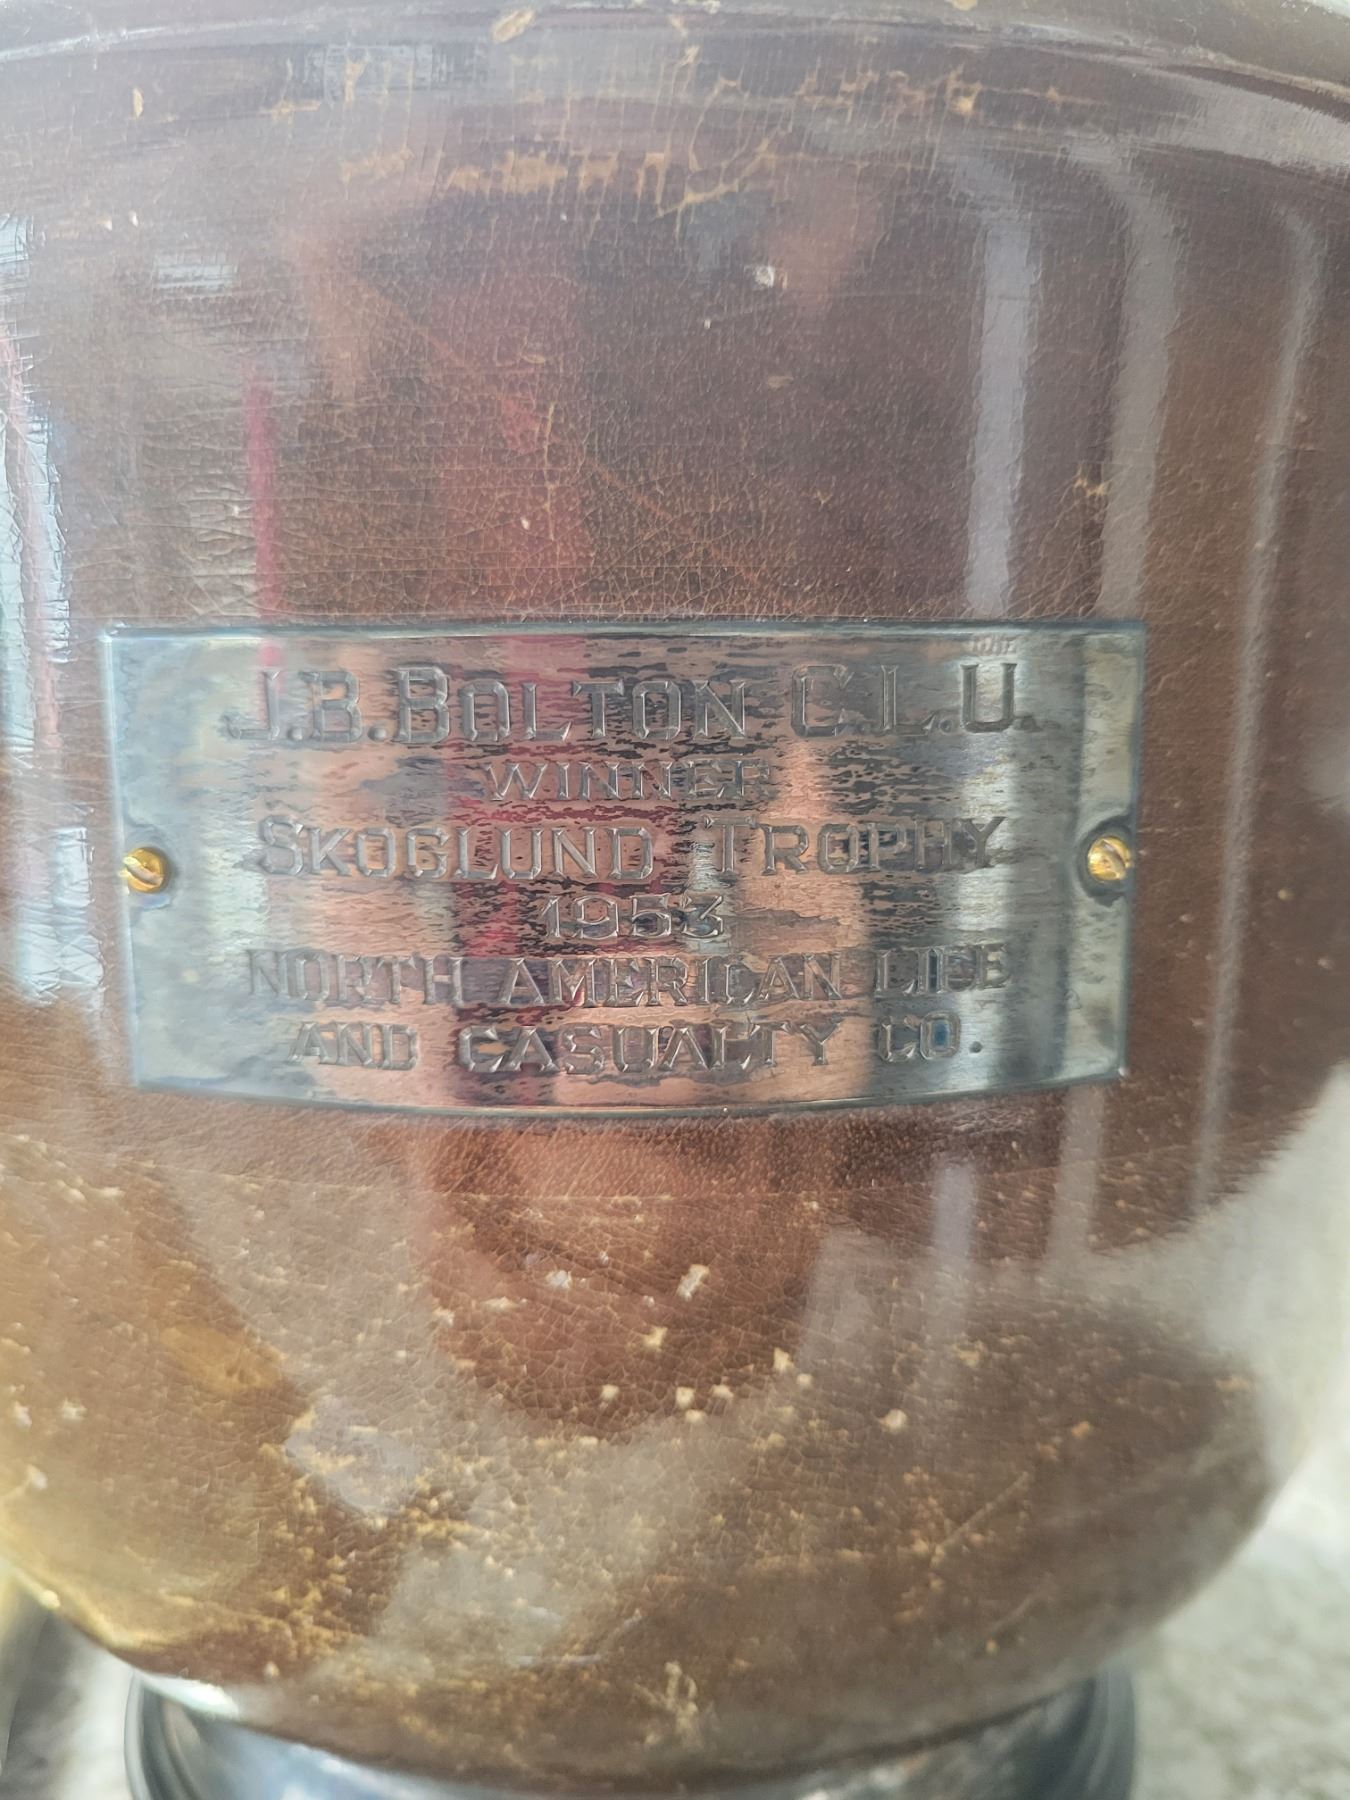 J.B. BOLTON C.L.U.
WINNER
SKOGLUND TROPHY
1953
NORTH AMERICAN LIFE
AND CASUALTY CO.